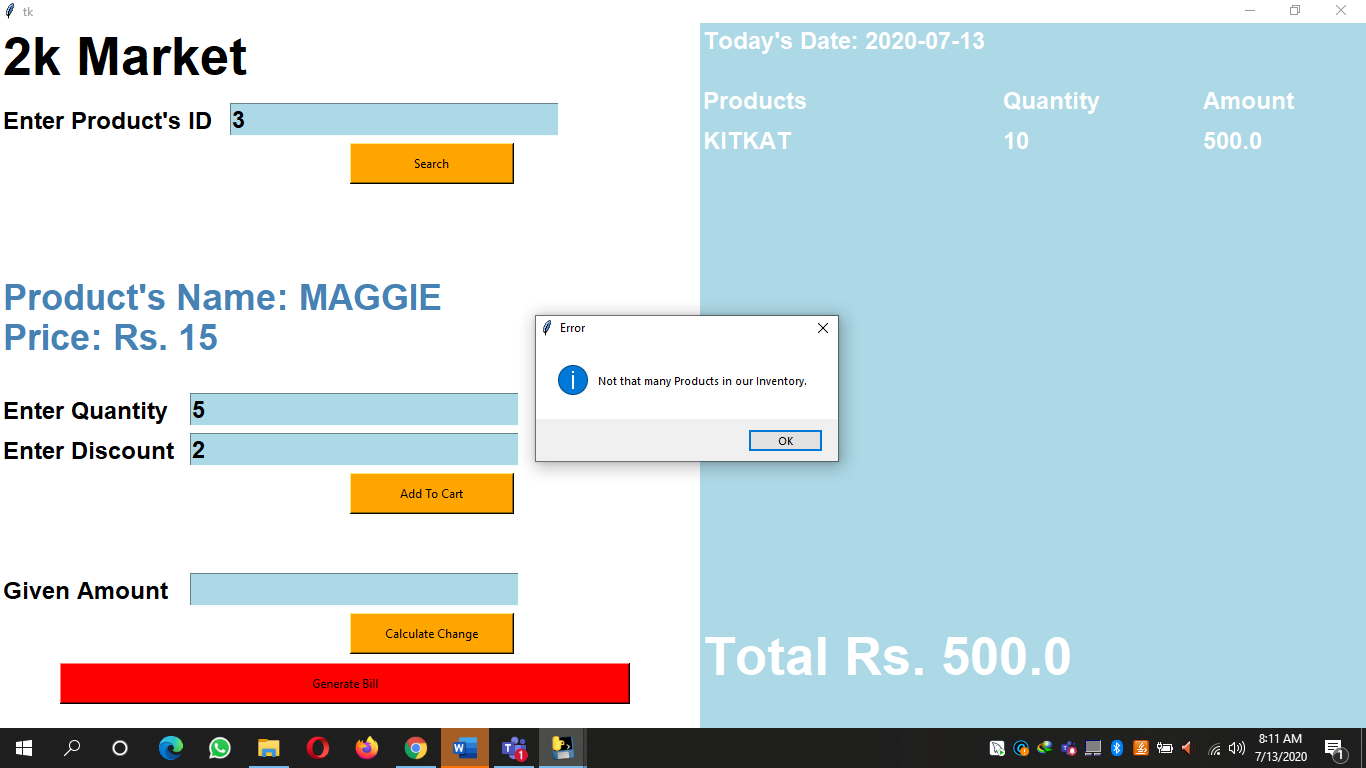 tk
2k Market
Enter Product's ID 3
Search
Product's Name: MAGGIE
Price: Rs. 15
Enter Quantity 5
Enter Discount 2
Add To Cart
Given Amount
Calculate Change
Generate Bill
Today's Date: 2020-07-13
Products Quantity Amount
KITKAT 10 500.0
Total Rs. 500.0
Error
Not that many Products in our Inventory.
OK
8:11 AM
7/13/2020
1
1